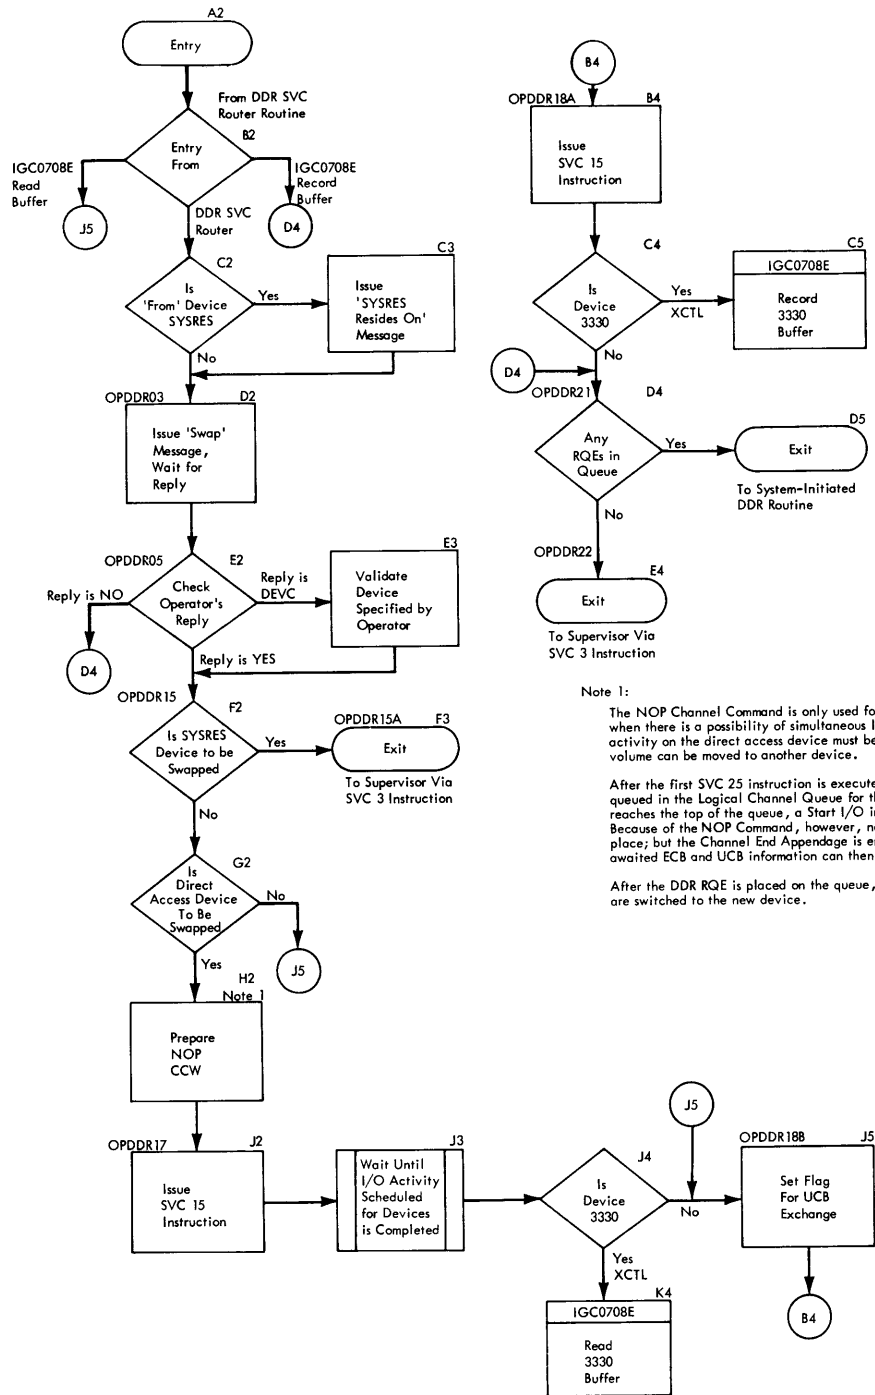 A2
Entry
From DDR SVC
Router Routine
B2
Entry
From
IGC0708E
Read
Buffer
IGC0708E
Record
Buffer
J5
D4
DDR SVC
Router
C2
Is
'From' Device
SYSRES
Yes
No
C3
Issue
'SYSRES
Resides On'
Message
OPDDR03
D2
Issue 'Swap'
Message,
Wait for
Reply
OPDDR05
E2
Check
Operator's
Reply
Reply is NO
D4
Reply is
DEVC
E3
Validate
Device
Specified by
Operator
Reply is YES
OPDDR15
F2
Is SYSRES
Device to be
Swapped
Yes
OPDDR15A
F3
Exit
To Supervisor Via
SVC 3 Instruction
No
G2
Is
Direct
Access Device
To Be
Swapped
No
J5
Yes
H2
Note 1
Prepare
NOP
CCW
OPDDR17
J2
Issue
SVC 15
Instruction
J3
Wait Until
I/O Activity
Scheduled
for Devices
is Completed
J4
Is
Device
3330
No
Yes
XCTL
K4
IGC0708E
Read
3330
Buffer
J5
OPDDR18B
J5
Set Flag
For UCB
Exchange
B4
B4
OPDDR18A
B4
Issue
SVC 15
Instruction
C4
Is
Device
3330
Yes
XCTL
C5
IGC0708E
Record
3330
Buffer
No
D4
OPDDR21
D4
Any
RQEs in
Queue
Yes
D5
Exit
To System-Initiated
DDR Routine
No
OPDDR22
E4
Exit
To Supervisor Via
SVC 3 Instruction
Note 1:
The NOP Channel Command is only used fo
when there is a possibility of simultaneous I
activity on the direct access device must be
volume can be moved to another device.
After the first SVC 25 instruction is execute
queued in the Logical Channel Queue for th
reaches the top of the queue, a Start I/O in
Because of the NOP Command, however, no
place; but the Channel End Appendage is en
awaited ECB and UCB information can then
After the DDR RQE is placed on the queue,
are switched to the new device.